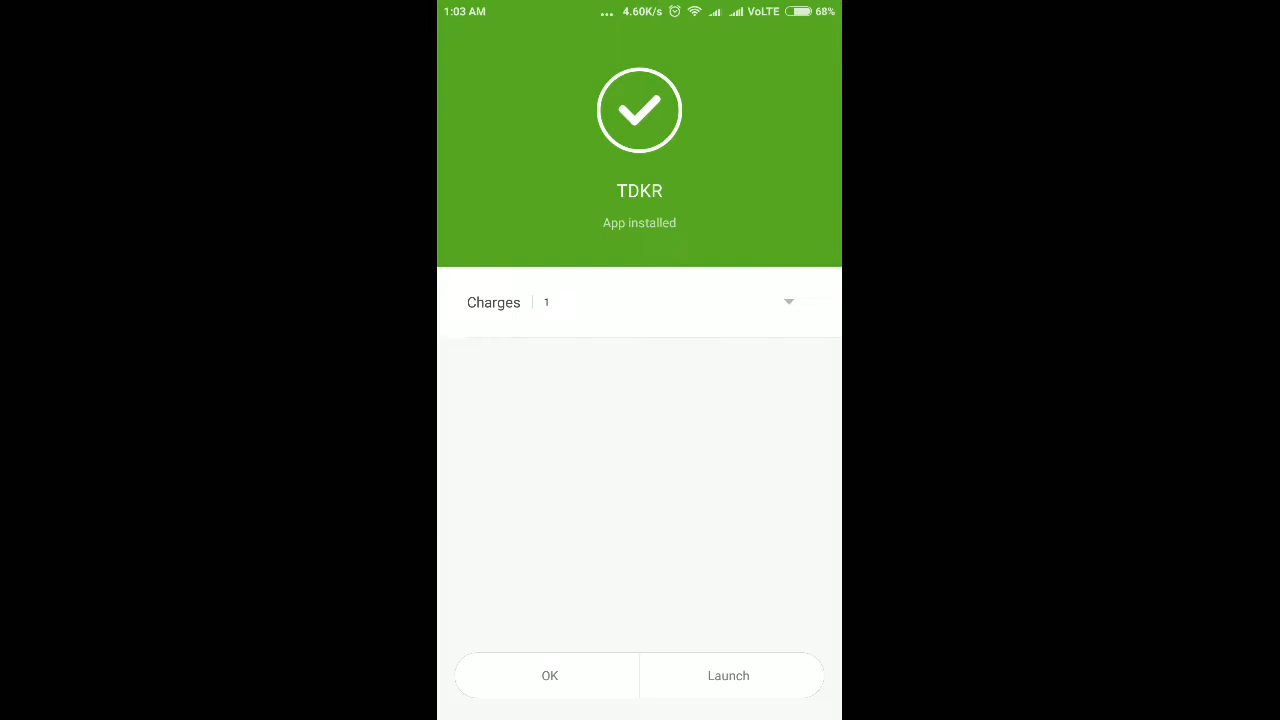 1:03 AM ... 4.60K/s VoLTE 68%
TDKR
App installed
Charges | 1
OK Launch